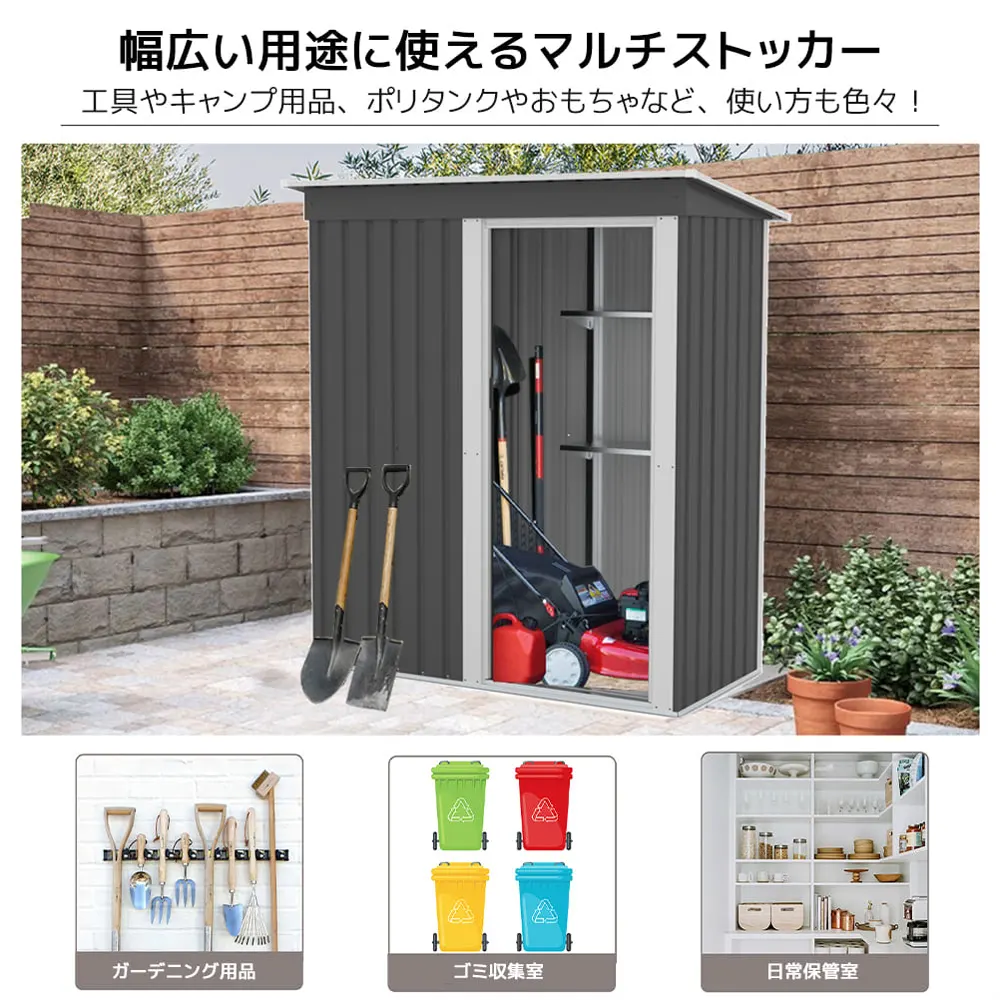 幅広い用途に使えるマルチストッカー
工具やキャンプ用品、ポリタンクやおもちゃなど、使い方も色々！
ガーデニング用品
ゴミ収集室
日常保管室